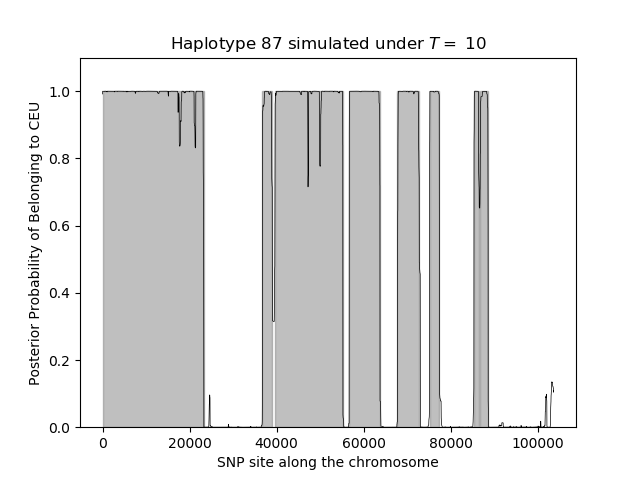 Haplotype 87 simulated under T = 10
Posterior Probability of Belonging to CEU
1.0
0.8
0.6
0.4
0.2
0.0
0 20000 40000 60000 80000 100000
SNP site along the chromosome